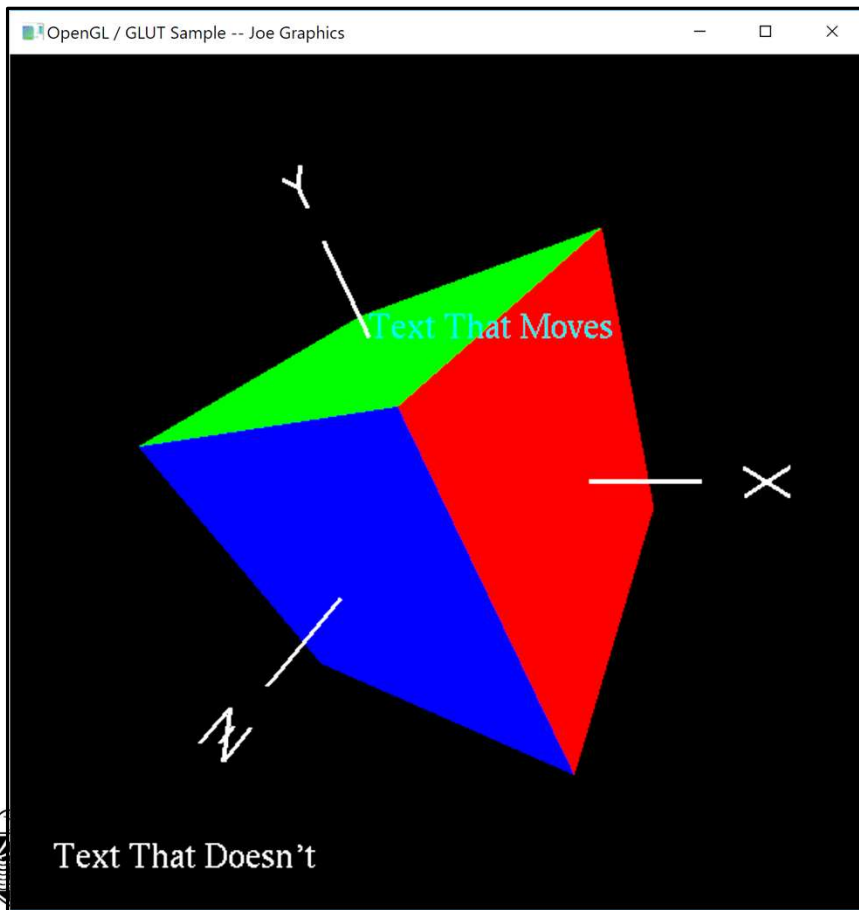 OpenGL / GLUT Sample -- Joe Graphics
Y
Text That Moves
X
Z
Text That Doesn't